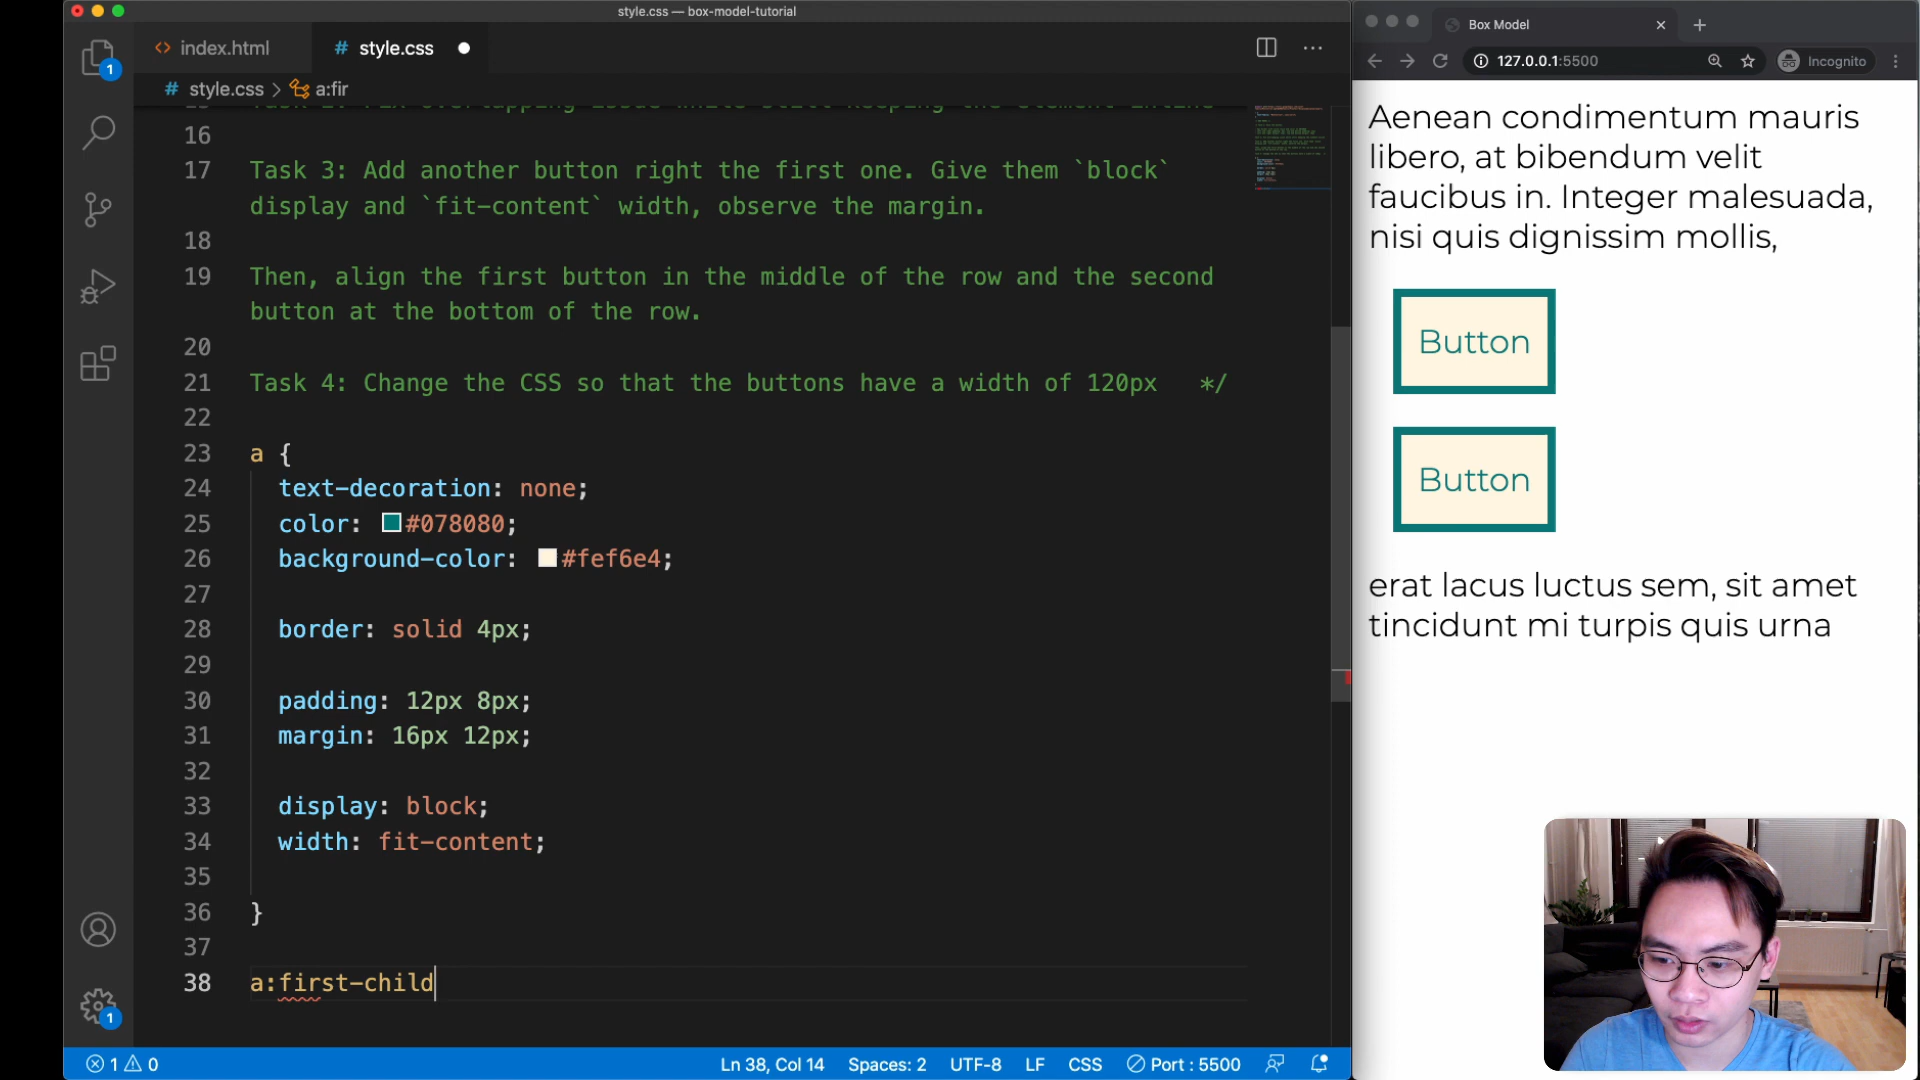 style.css — box-model-tutorial
index.html
style.css
style.css > a:fir
16
17 Task 3: Add another button right the first one. Give them `block`
display and `fit-content` width, observe the margin.
18
19 Then, align the first button in the middle of the row and the second
button at the bottom of the row.
20
21 Task 4: Change the CSS so that the buttons have a width of 120px */
22
23 a {
24 text-decoration: none;
25 color: #078080;
26 background-color: #fef6e4;
27
28 border: solid 4px;
29
30 padding: 12px 8px;
31 margin: 16px 12px;
32
33 display: block;
34 width: fit-content;
35
36 }
37
38 a:first-child
1
1
1 0
Ln 38, Col 14
Spaces: 2
UTF-8
LF
CSS
Port : 5500
Box Model
127.0.0.1:5500
Incognito
Aenean condimentum mauris
libero, at bibendum velit
faucibus in. Integer malesuada,
nisi quis dignissim mollis,
Button
Button
erat lacus luctus sem, sit amet
tincidunt mi turpis quis urna